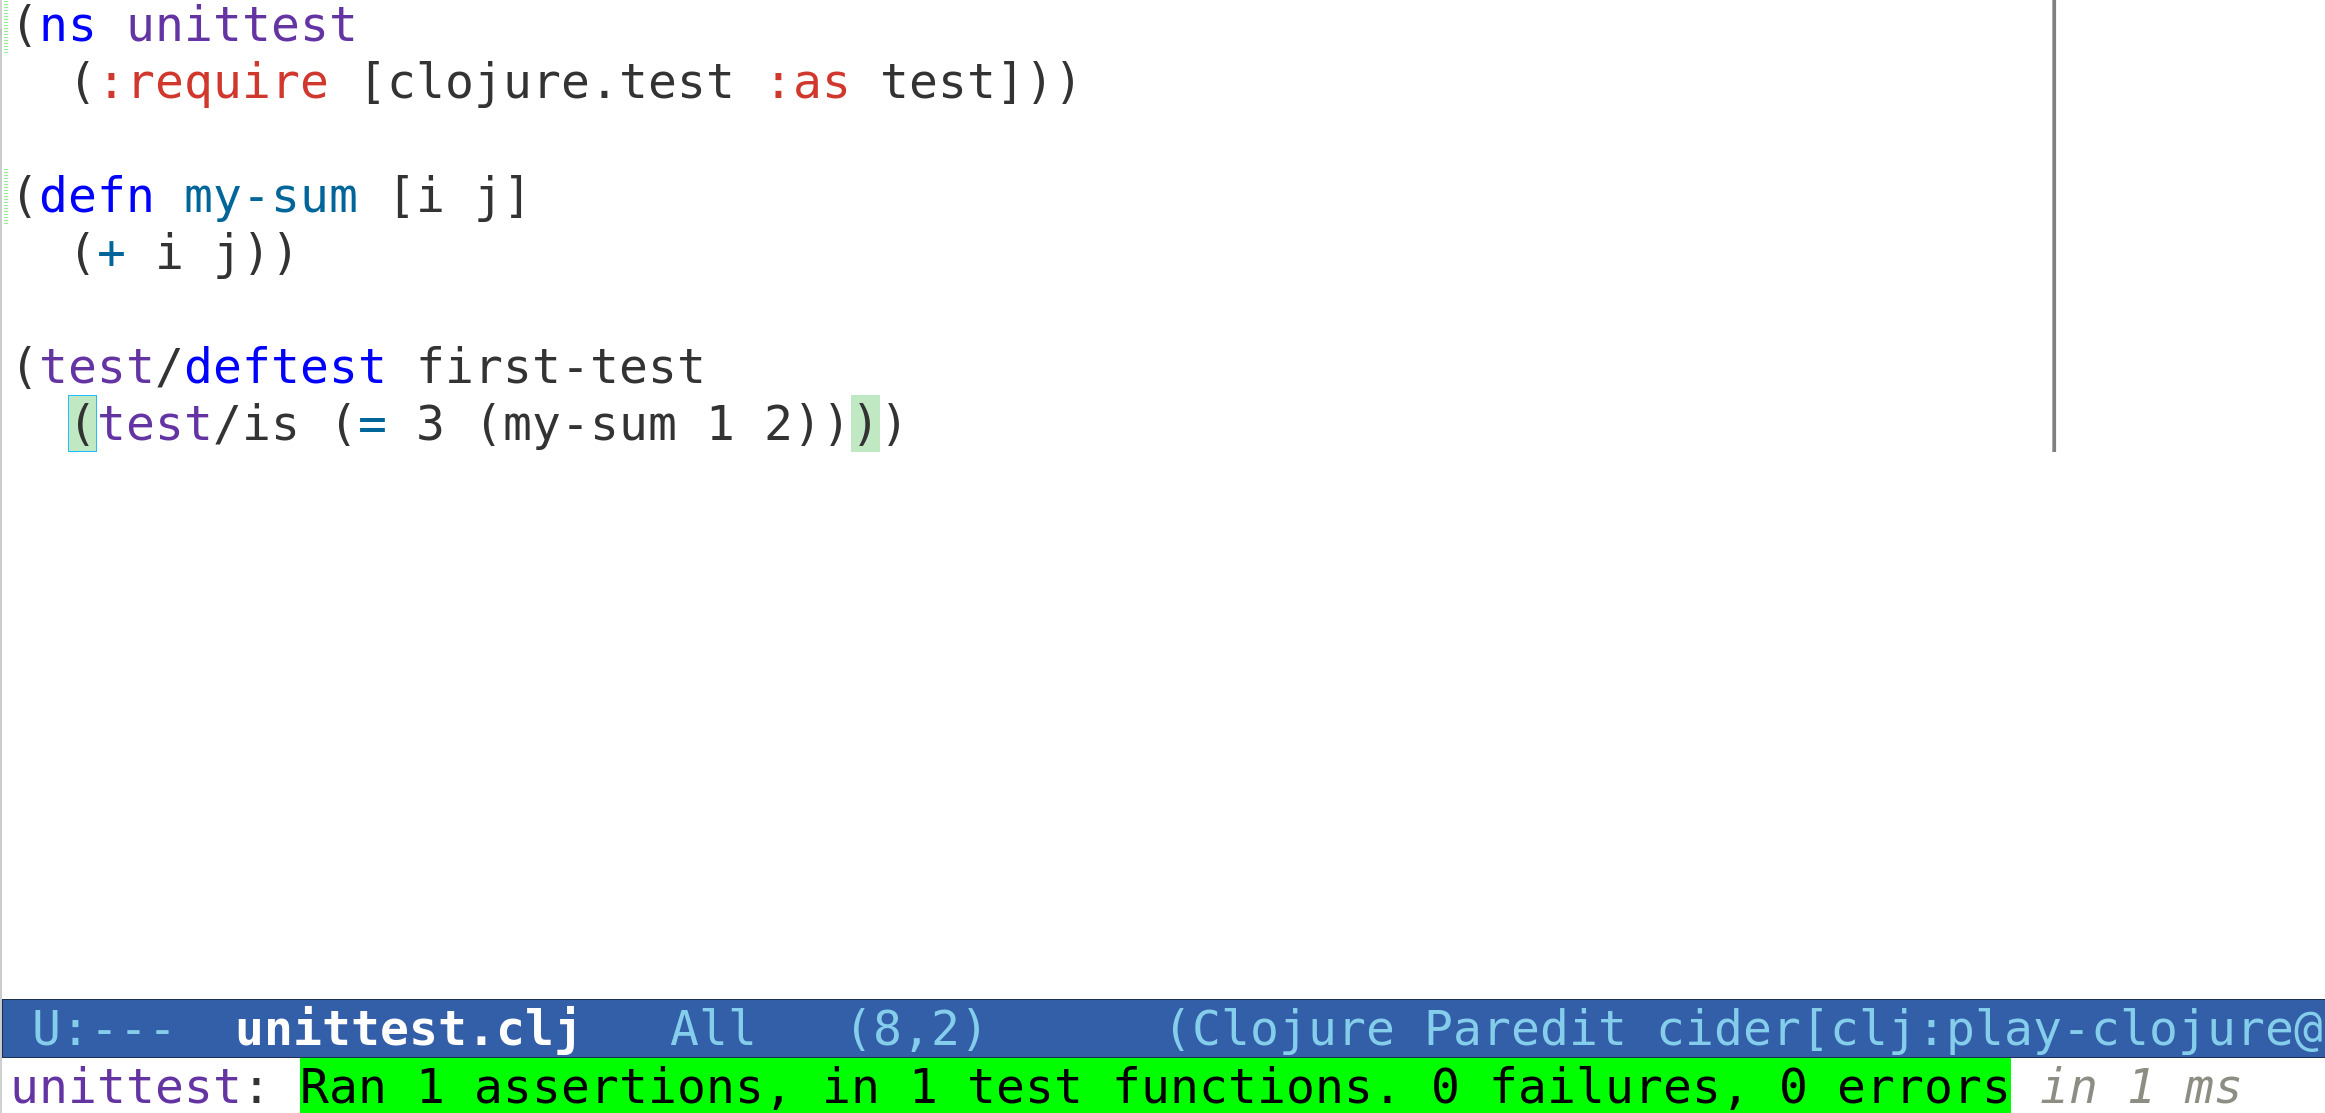 (ns unittest
  (:require [clojure.test :as test]))
(defn my-sum [i j]
  (+ i j))
(test/deftest first-test
  (test/is (= 3 (my-sum 1 2))))
U:---  unittest.clj   All   (8,2)      (Clojure Paredit cider[clj:play-clojure@
unittest: Ran 1 assertions, in 1 test functions. 0 failures, 0 errors in 1 ms